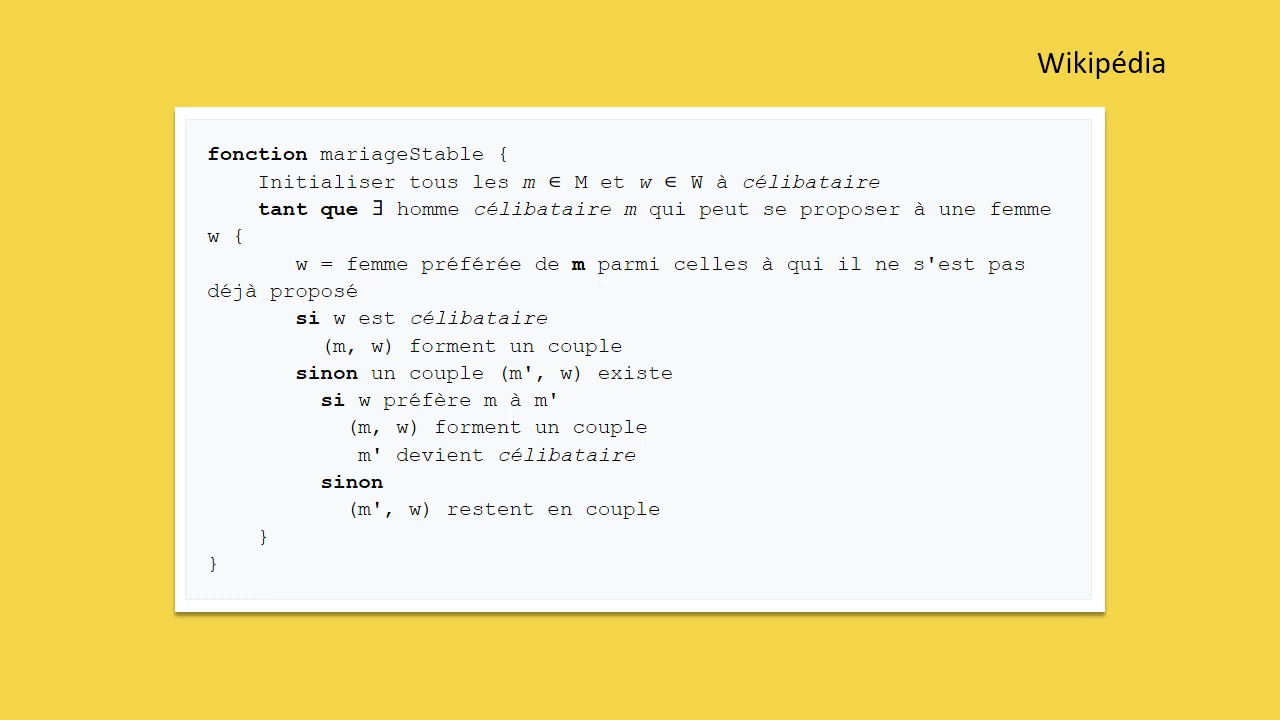 Wikipédia
fonction mariageStable {
Initialiser tous les m ∈ M et w ∈ W à célibataire
tant que ∃ homme célibataire m qui peut se proposer à une femme
w {
w = femme préférée de m parmi celles à qui il ne s'est pas
déjà proposé
si w est célibataire
(m, w) forment un couple
sinon un couple (m', w) existe
si w préfère m à m'
(m, w) forment un couple
m' devient célibataire
sinon
(m', w) restent en couple
}
}